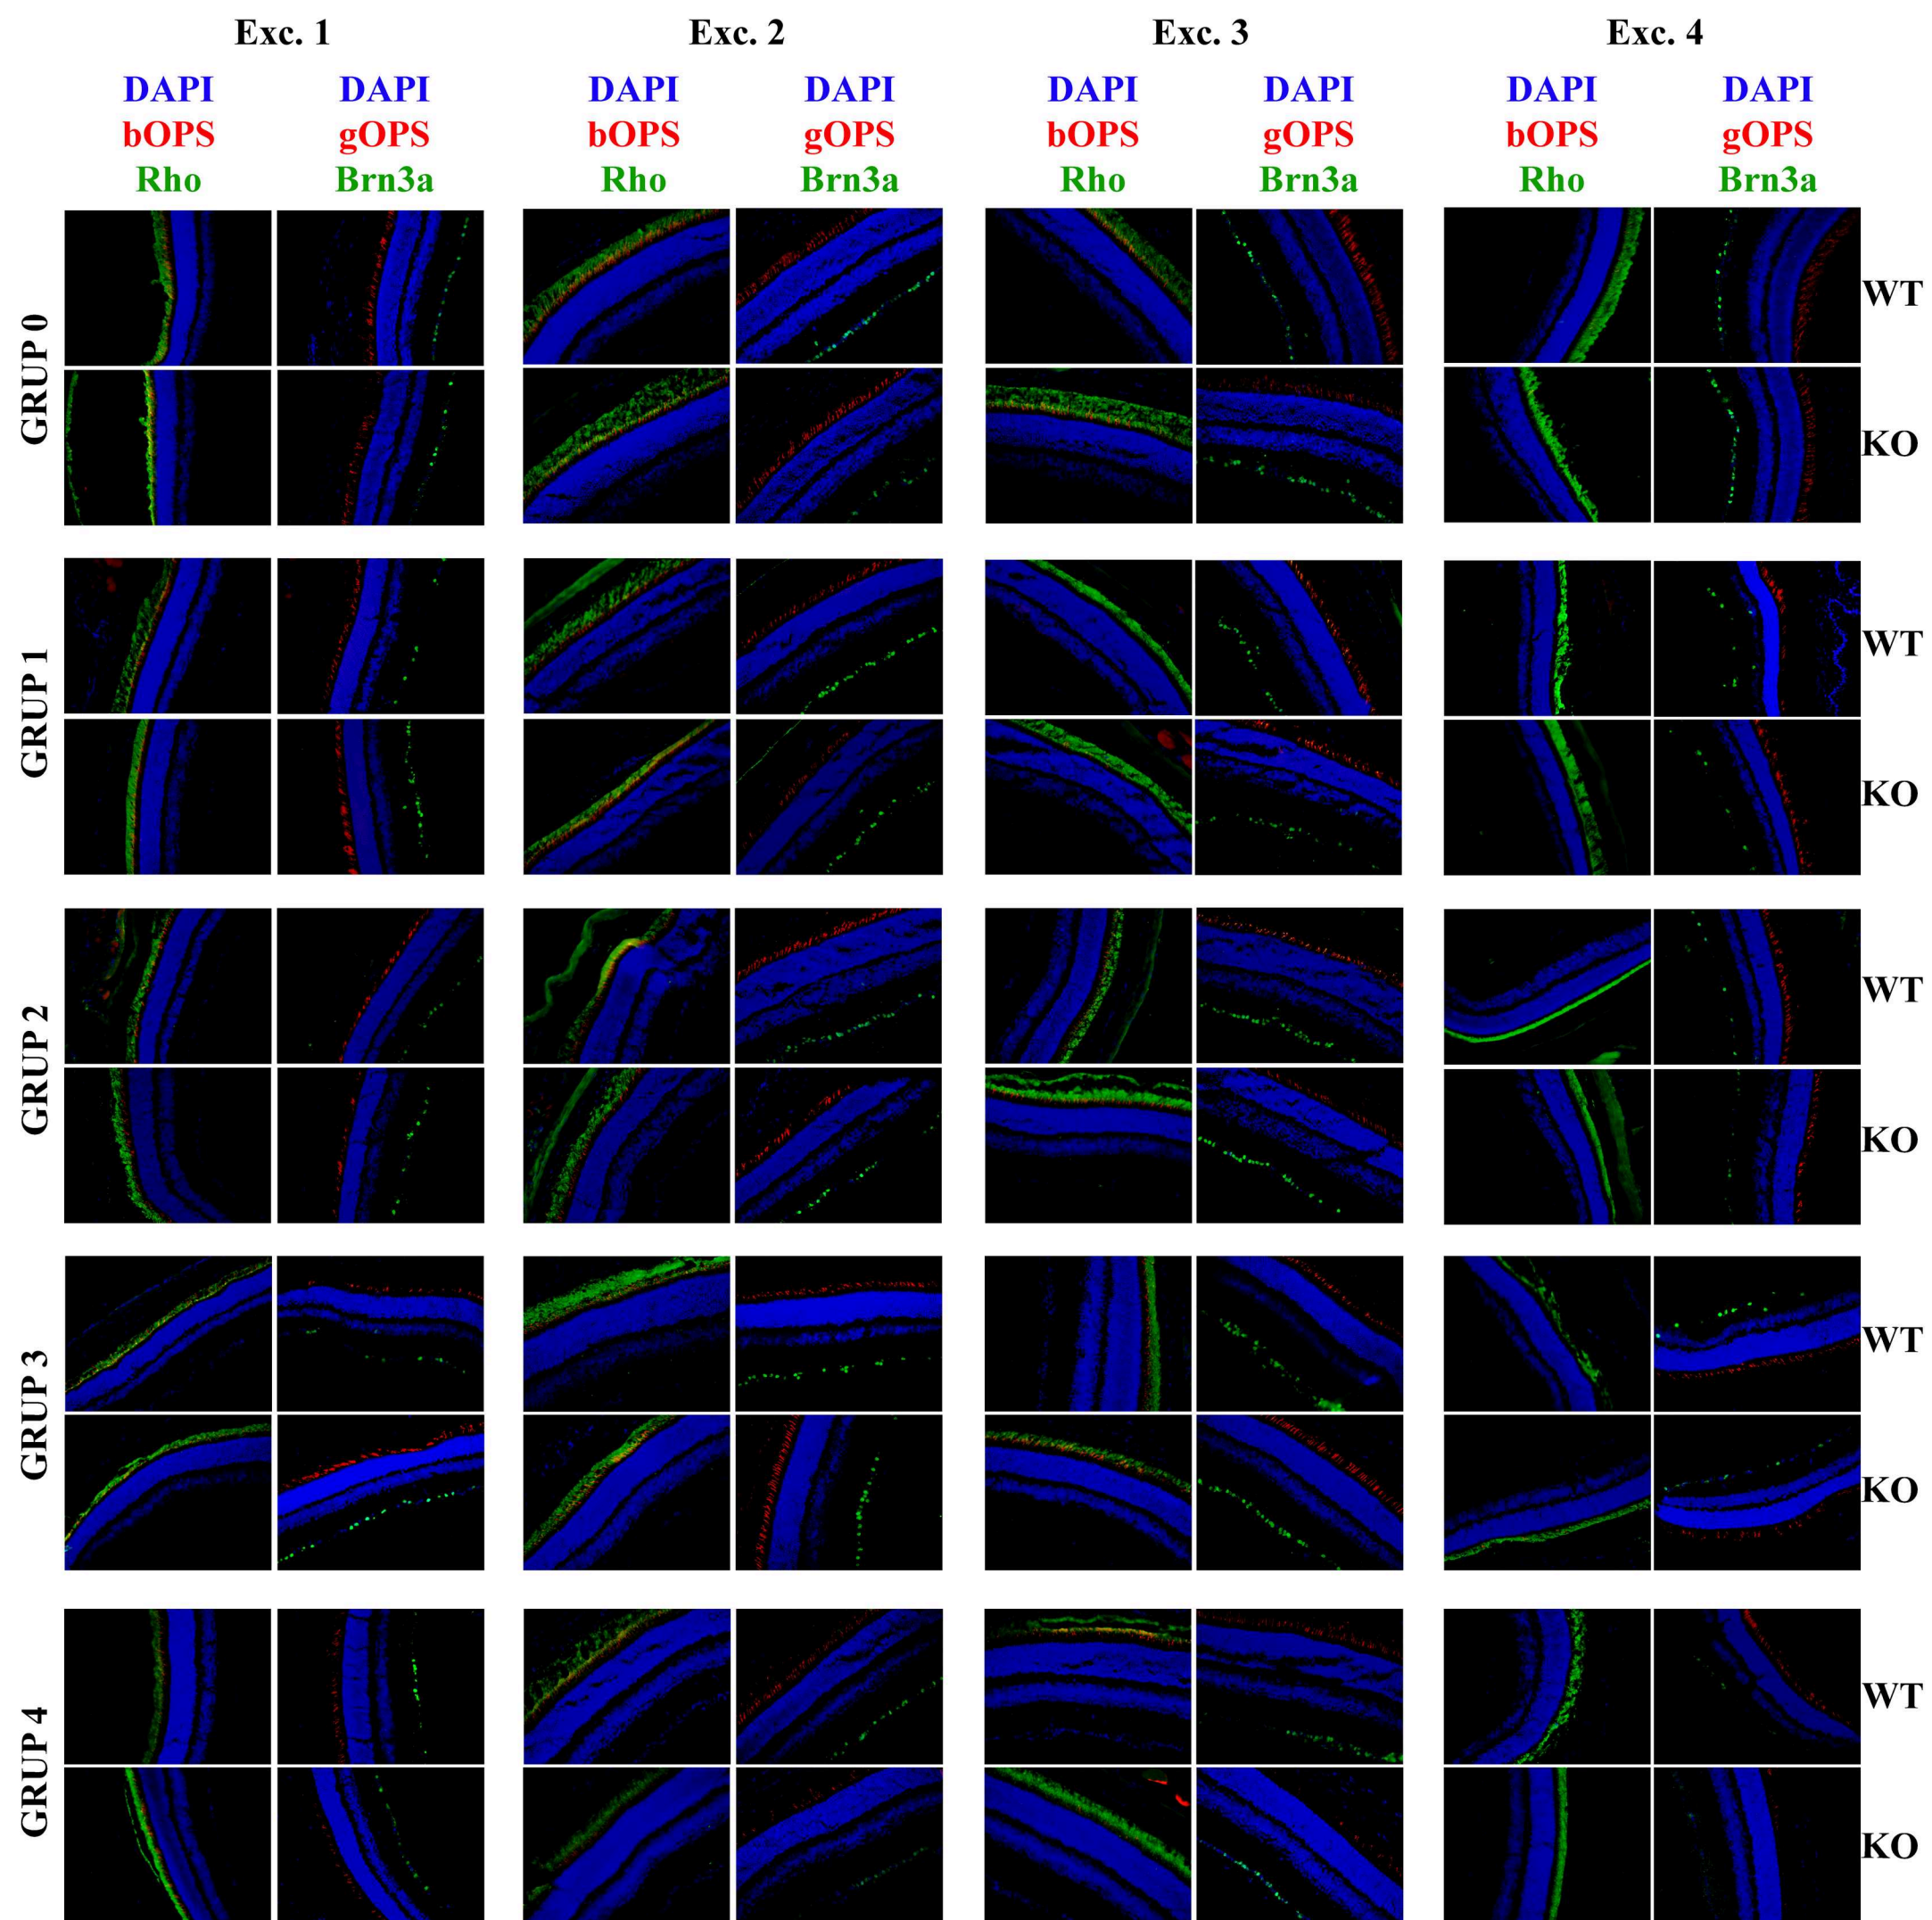 Exc. 1 Exc. 2 Exc. 3 Exc. 4
DAPI DAPI DAPI DAPI DAPI DAPI DAPI DAPI
bOPS gOPS bOPS gOPS bOPS gOPS bOPS gOPS
Rho Brn3a Rho Brn3a Rho Brn3a Rho Brn3a
GRUP 0
WT
KO
GRUP 1
WT
KO
GRUP 2
WT
KO
GRUP 3
WT
KO
GRUP 4
WT
KO